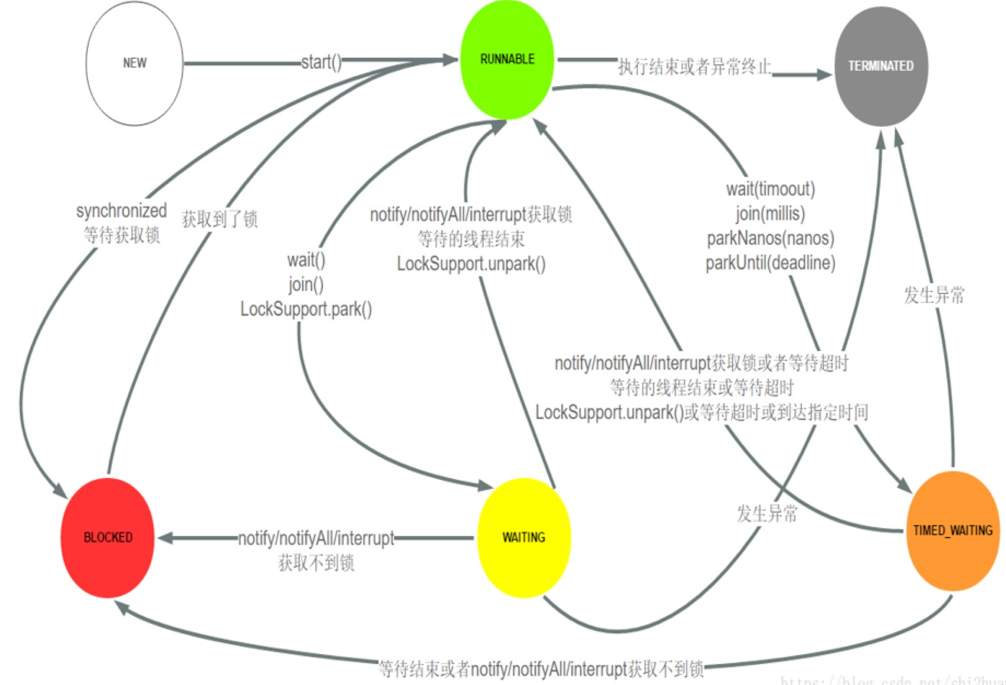 NEW
start()
RUNNABLE
执行结束或者异常终止
TERMINATED
synchronized
等待获取锁
获取到了锁
notify/notifyAll/interrupt获取锁
等待的线程结束
LockSupport.unpark()
wait()
join()
LockSupport.park()
wait(timoout)
join(millis)
parkNanos(nanos)
parkUntil(deadline)
发生异常
notify/notifyAll/interrupt获取锁或者等待超时
等待的线程结束或等待超时
LockSupport.unpark()或等待超时或到达指定时间
发生异常
BLOCKED
notify/notifyAll/interrupt
获取不到锁
WAITING
TIMED_WAITING
等待结束或者notify/notifyAll/interrupt获取不到锁